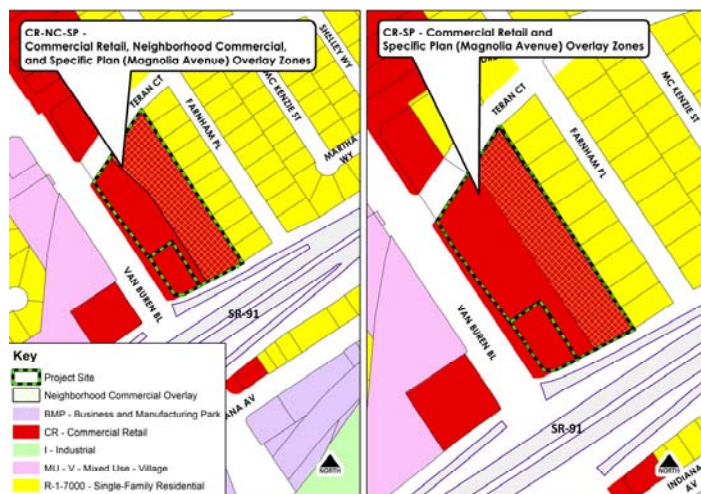 CR-NC-SP -
Commercial Retail, Neighborhood Commercial,
and Specific Plan (Magnolia Avenue) Overlay Zones
SHELLEY WY
MC KENZIE ST
TERAN CT
FARNHAM PL
MARTHA WY
VAN BUREN BL
SR-91
ANA AV
Key
Project Site
Neighborhood Commercial Overlay
BMP - Business and Manufacturing Park
CR - Commercial Retail
I - Industrial
MU - V - Mixed Use - Village
R-1-7000 - Single-Family Residential
NORTH
CR-SP - Commercial Retail and
Specific Plan (Magnolia Avenue) Overlay Zones
MC KENZIE ST
TERAN CT
FARNHAM PL
VAN BUREN BL
SR-91
INDIANA AV
NORTH